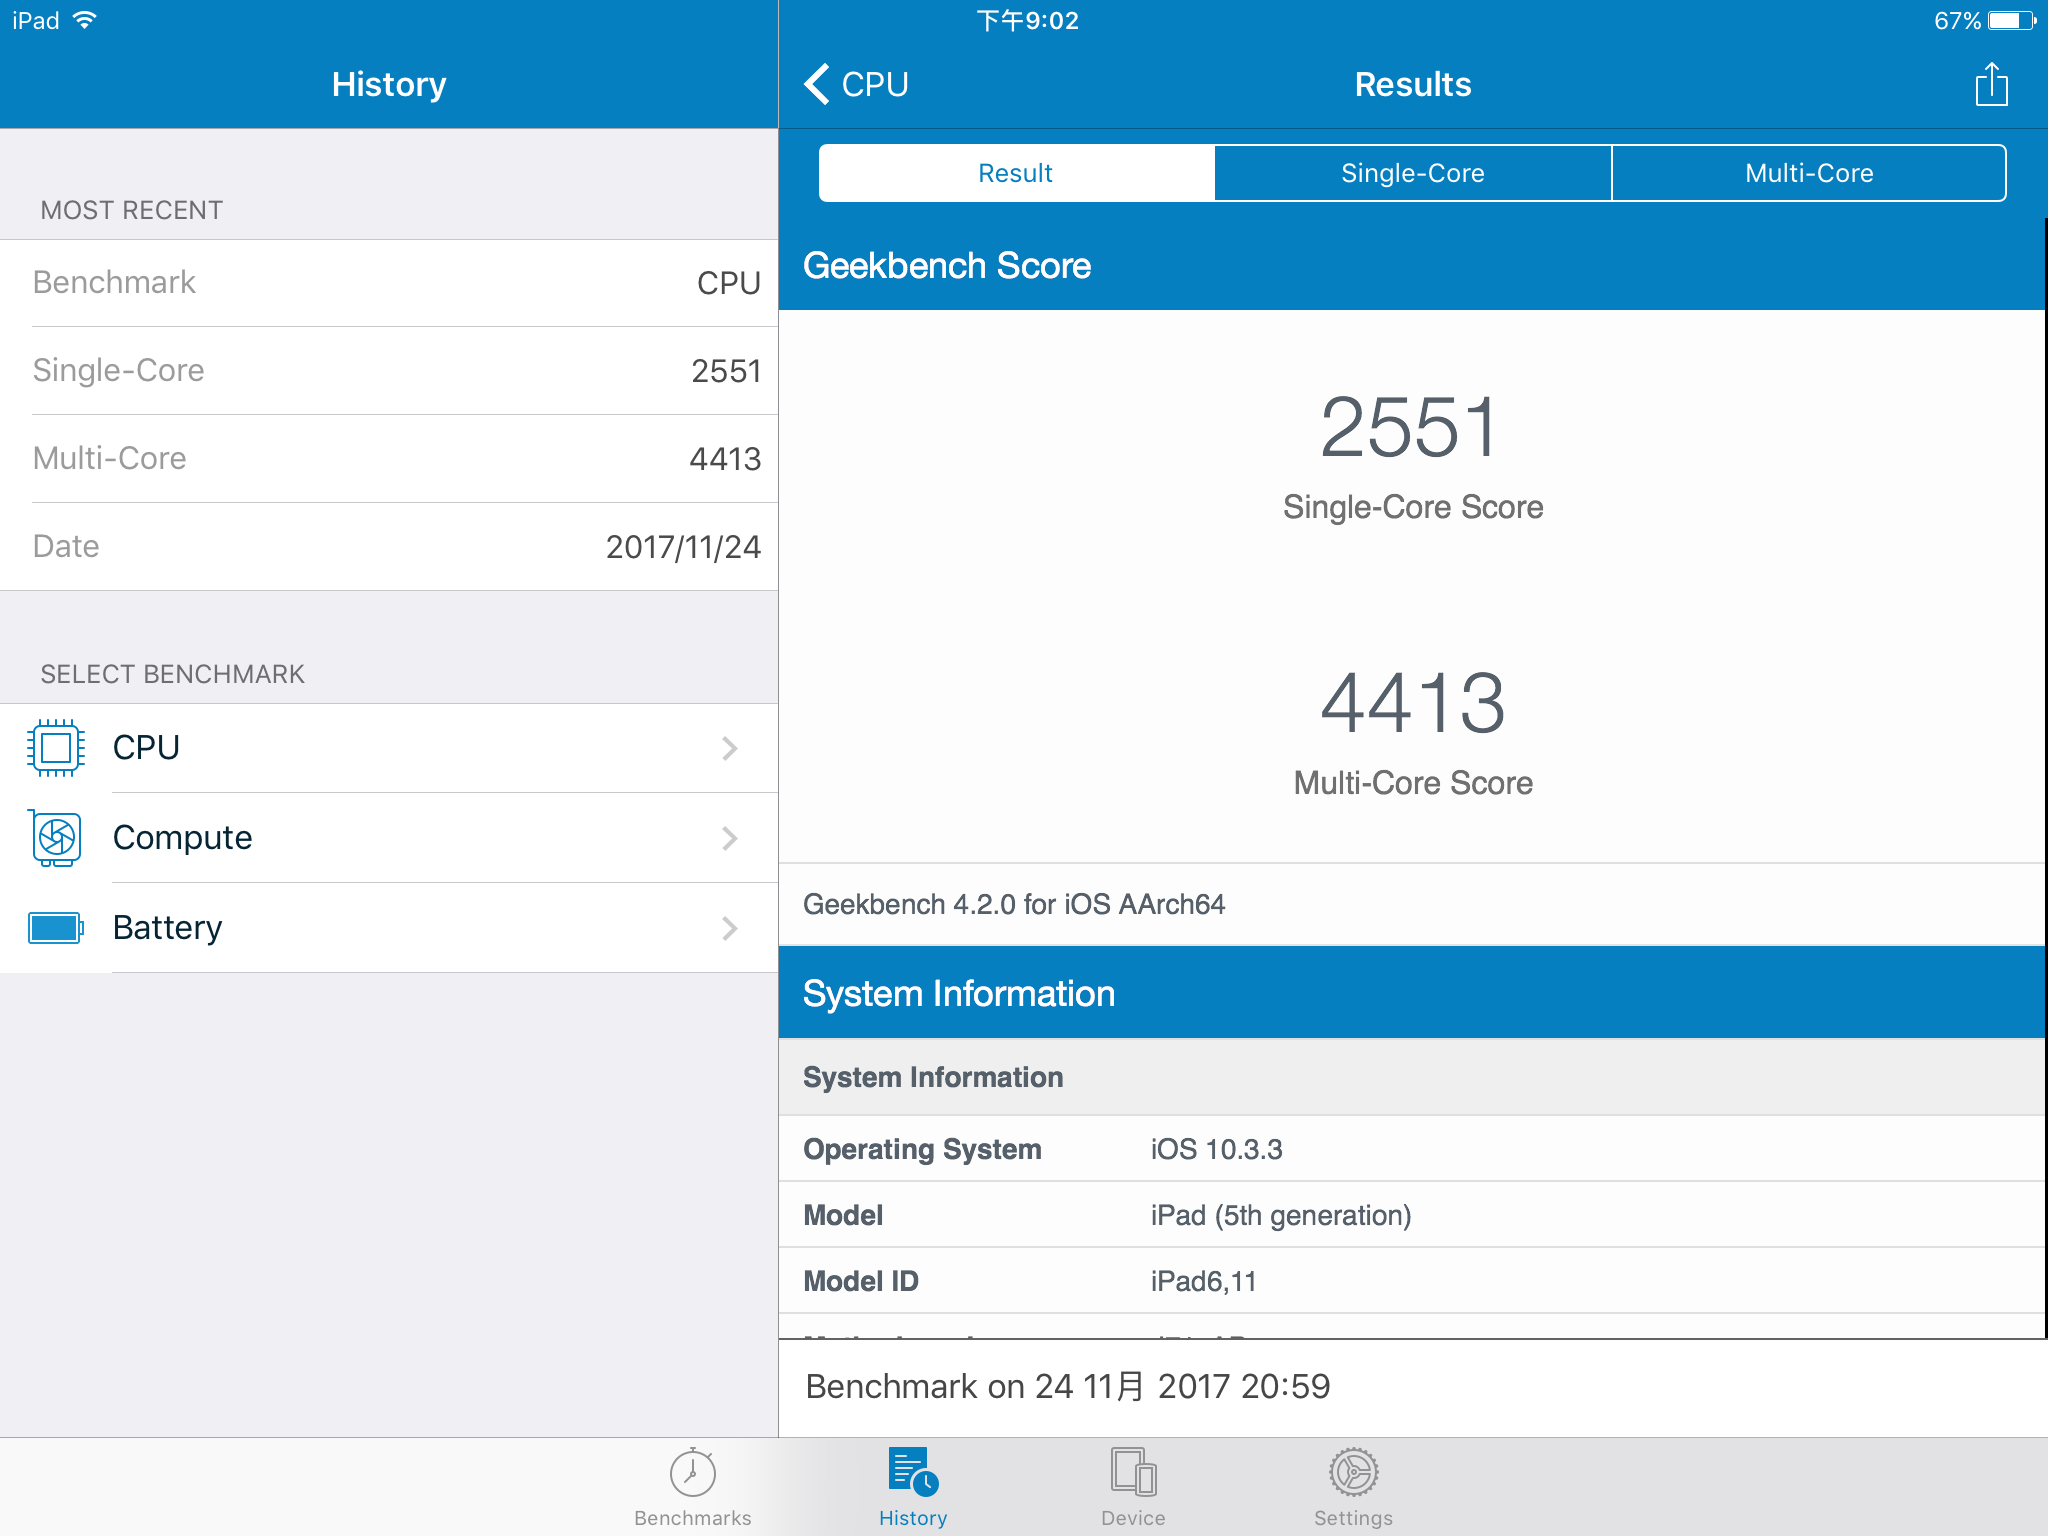 iPad
下午9:02
67%
History
CPU
Results
Result
Single-Core
Multi-Core
MOST RECENT
Benchmark CPU
Single-Core 2551
Multi-Core 4413
Date 2017/11/24
SELECT BENCHMARK
CPU
Compute
Battery
Geekbench Score
2551
Single-Core Score
4413
Multi-Core Score
Geekbench 4.2.0 for iOS AArch64
System Information
System Information
Operating System iOS 10.3.3
Model iPad (5th generation)
Model ID iPad6,11
Benchmark on 24 11月 2017 20:59
Benchmarks
History
Device
Settings